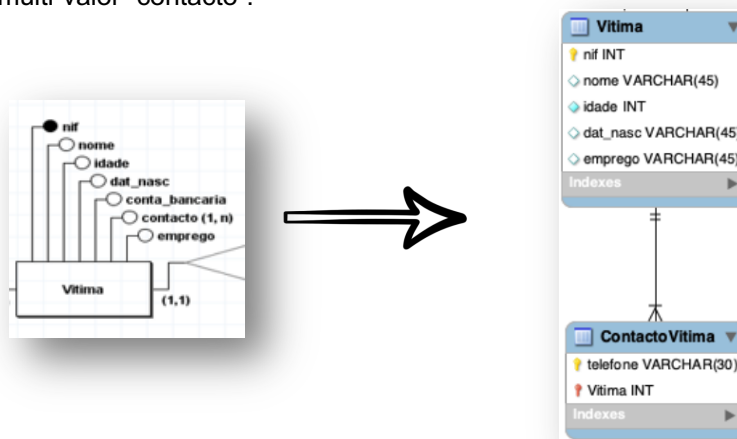 multi-valor "contacto".
nif
nome
idade
dat_nasc
conta_bancaria
contacto (1, n)
emprego
Vitima
(1,1)
Vitima
nif INT
nome VARCHAR(45)
idade INT
dat_nasc VARCHAR(45)
emprego VARCHAR(45)
Indexes
ContactoVitima
telefone VARCHAR(30)
Vitima INT
Indexes